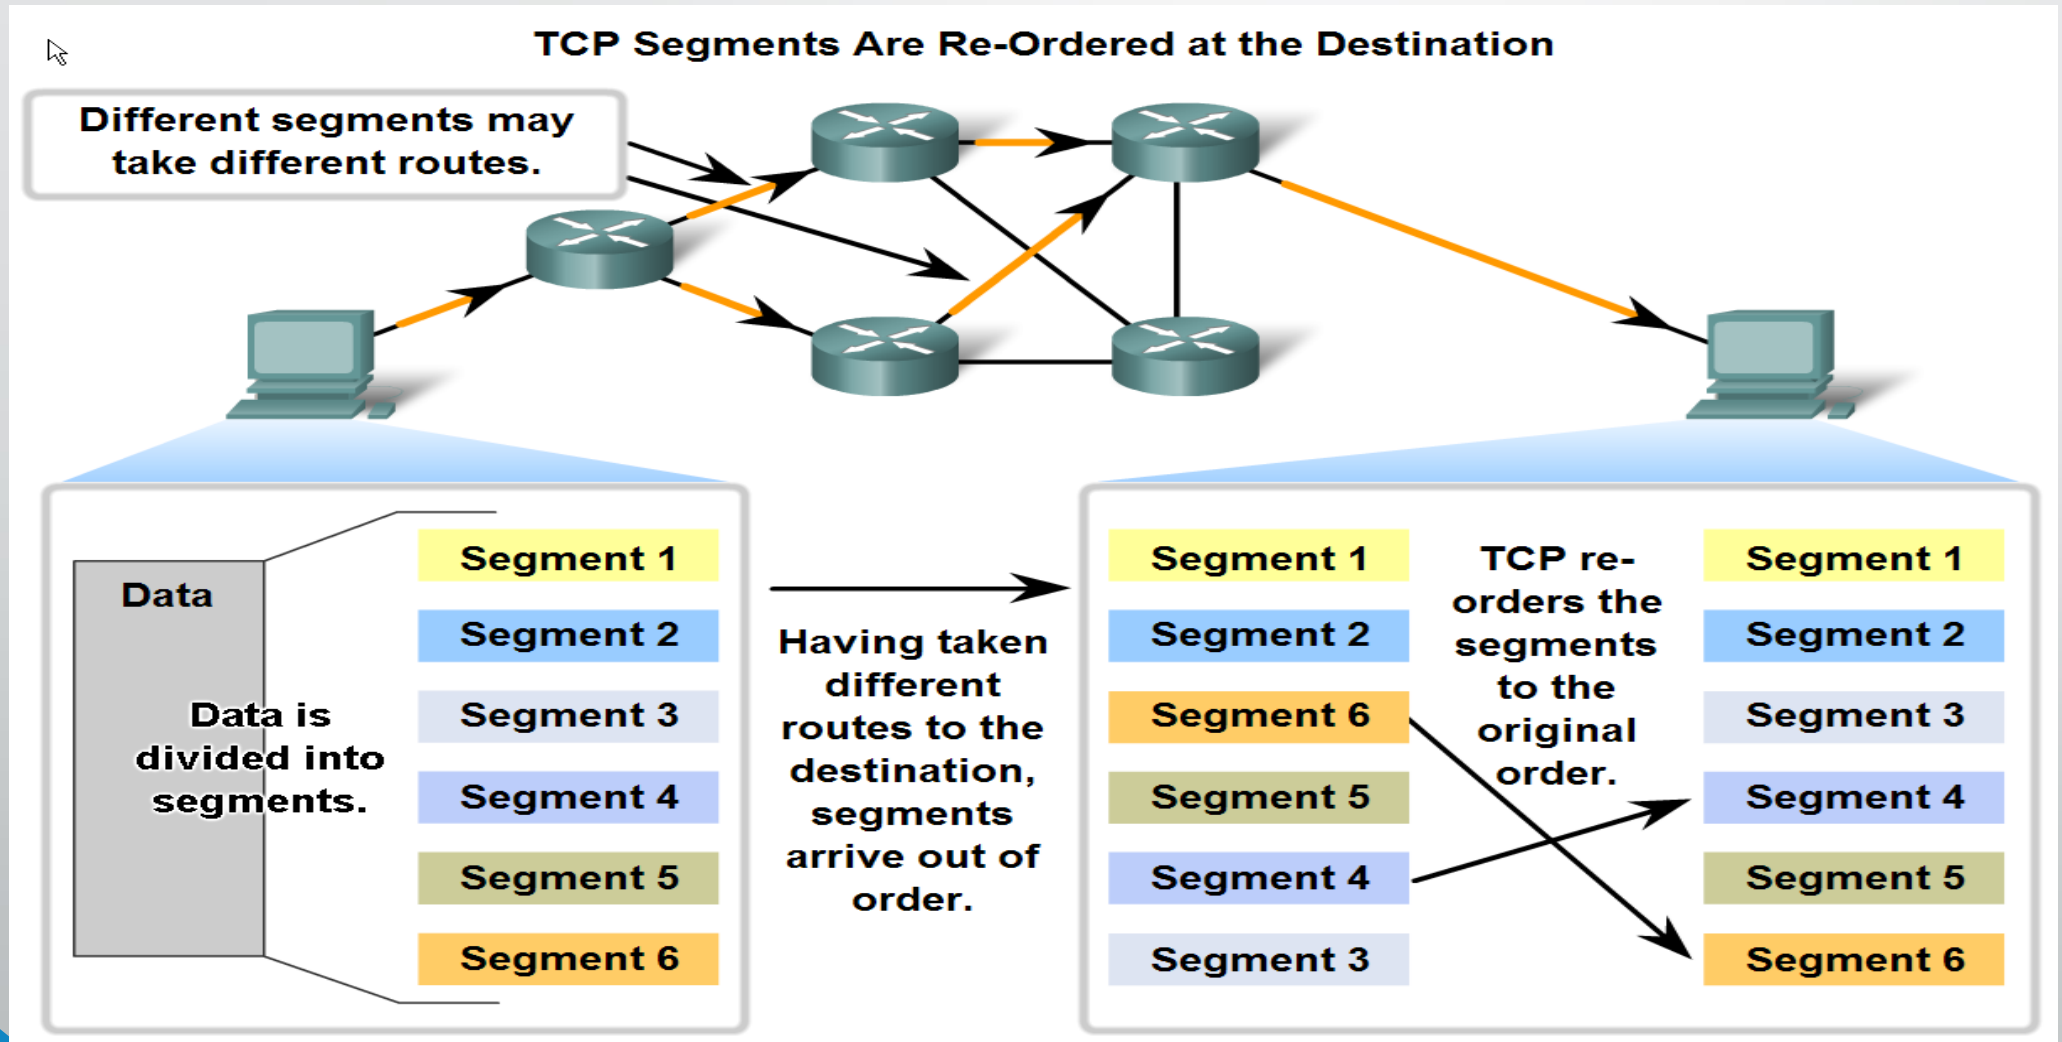 TCP Segments Are Re-Ordered at the Destination
Different segments may
take different routes.
Data
Data is
divided into
segments.
Segment 1
Segment 2
Segment 3
Segment 4
Segment 5
Segment 6
Having taken
different
routes to the
destination,
segments
arrive out of
order.
Segment 1
Segment 2
Segment 6
Segment 5
Segment 4
Segment 3
TCP re-
orders the
segments
to the
original
order.
Segment 1
Segment 2
Segment 3
Segment 4
Segment 5
Segment 6